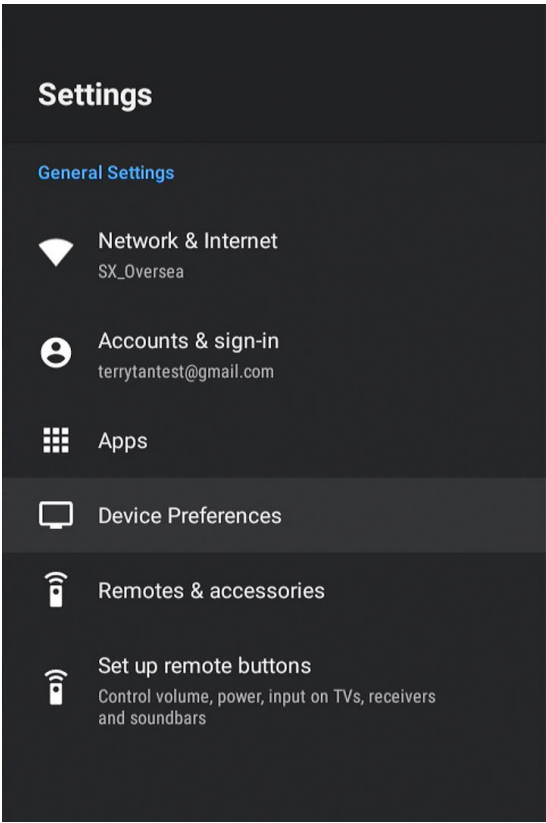 Settings
General Settings
Network & Internet
SX_Oversea
Accounts & sign-in
terrytantest@gmail.com
Apps
Device Preferences
Remotes & accessories
Set up remote buttons
Control volume, power, input on TVs, receivers
and soundbars